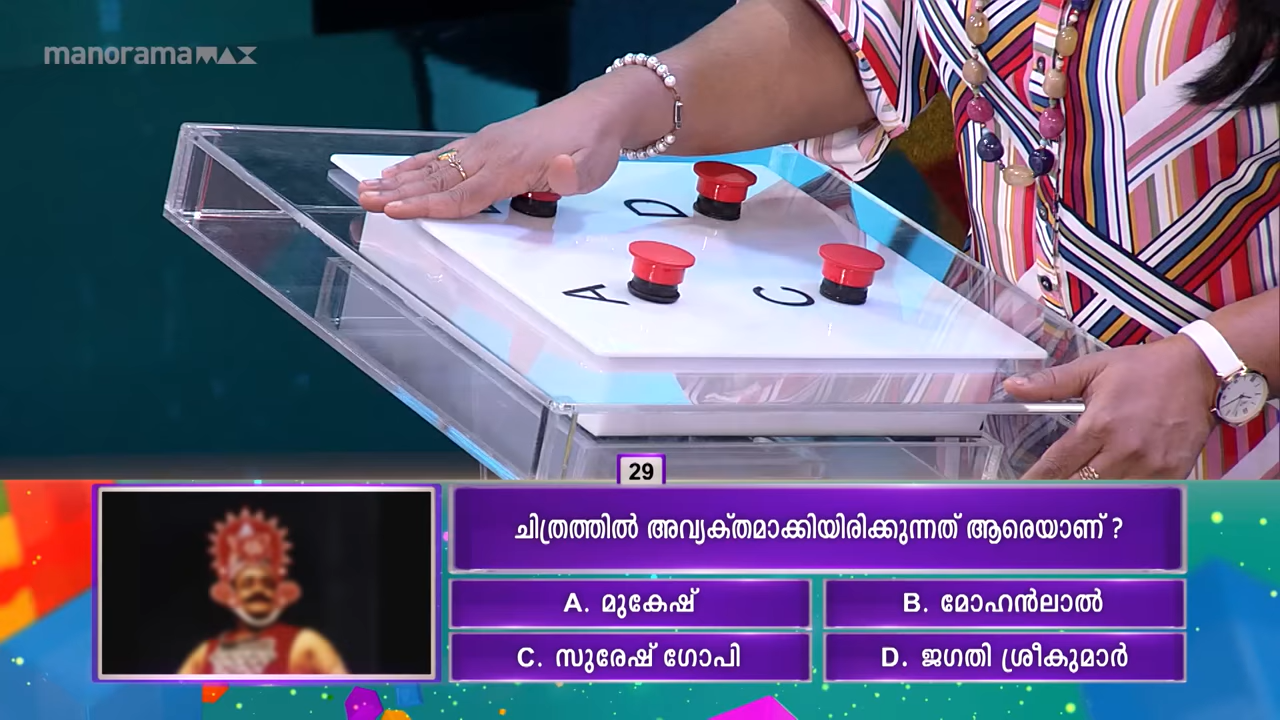 manoramaMAX
D
A
C
29
ചിത്രത്തിൽ അവ്യക്തമാക്കിയിരിക്കുന്നത് ആരെയാണ് ?
A. മുകേഷ്
B. മോഹൻലാൽ
C. സുരേഷ് ഗോപി
D. ജഗതി ശ്രീകുമാർ